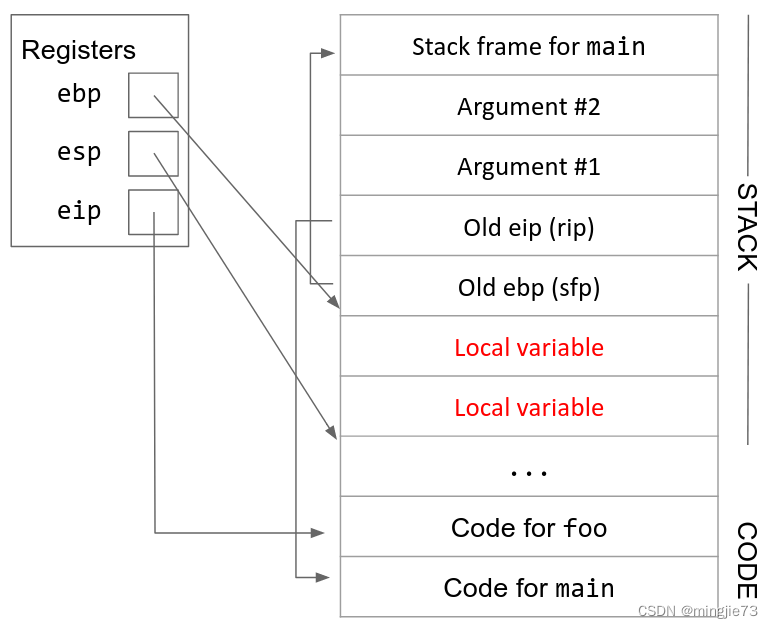 Registers
ebp
esp
eip
Stack frame for main
Argument #2
Argument #1
Old eip (rip)
Old ebp (sfp)
Local variable
Local variable
...
Code for foo
Code for main
STACK
CODE
CSDN @mingjie73